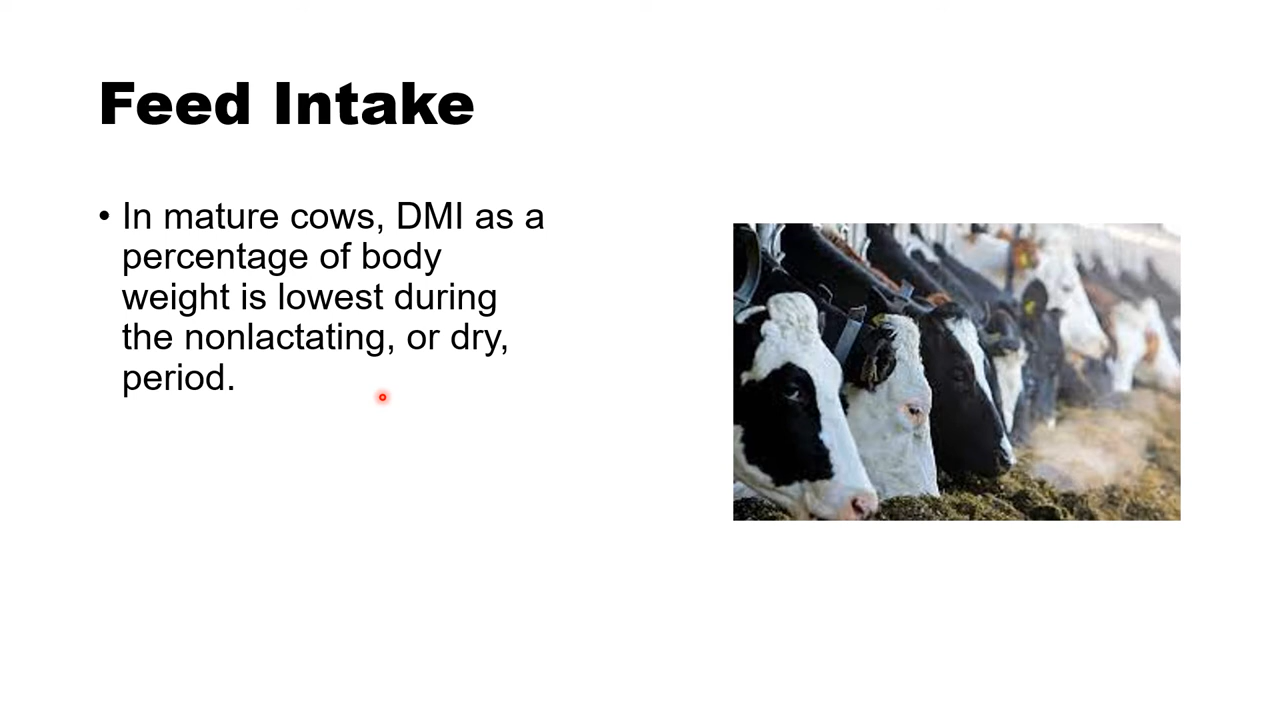 Feed Intake
• In mature cows, DMI as a
percentage of body
weight is lowest during
the nonlactating, or dry,
period.